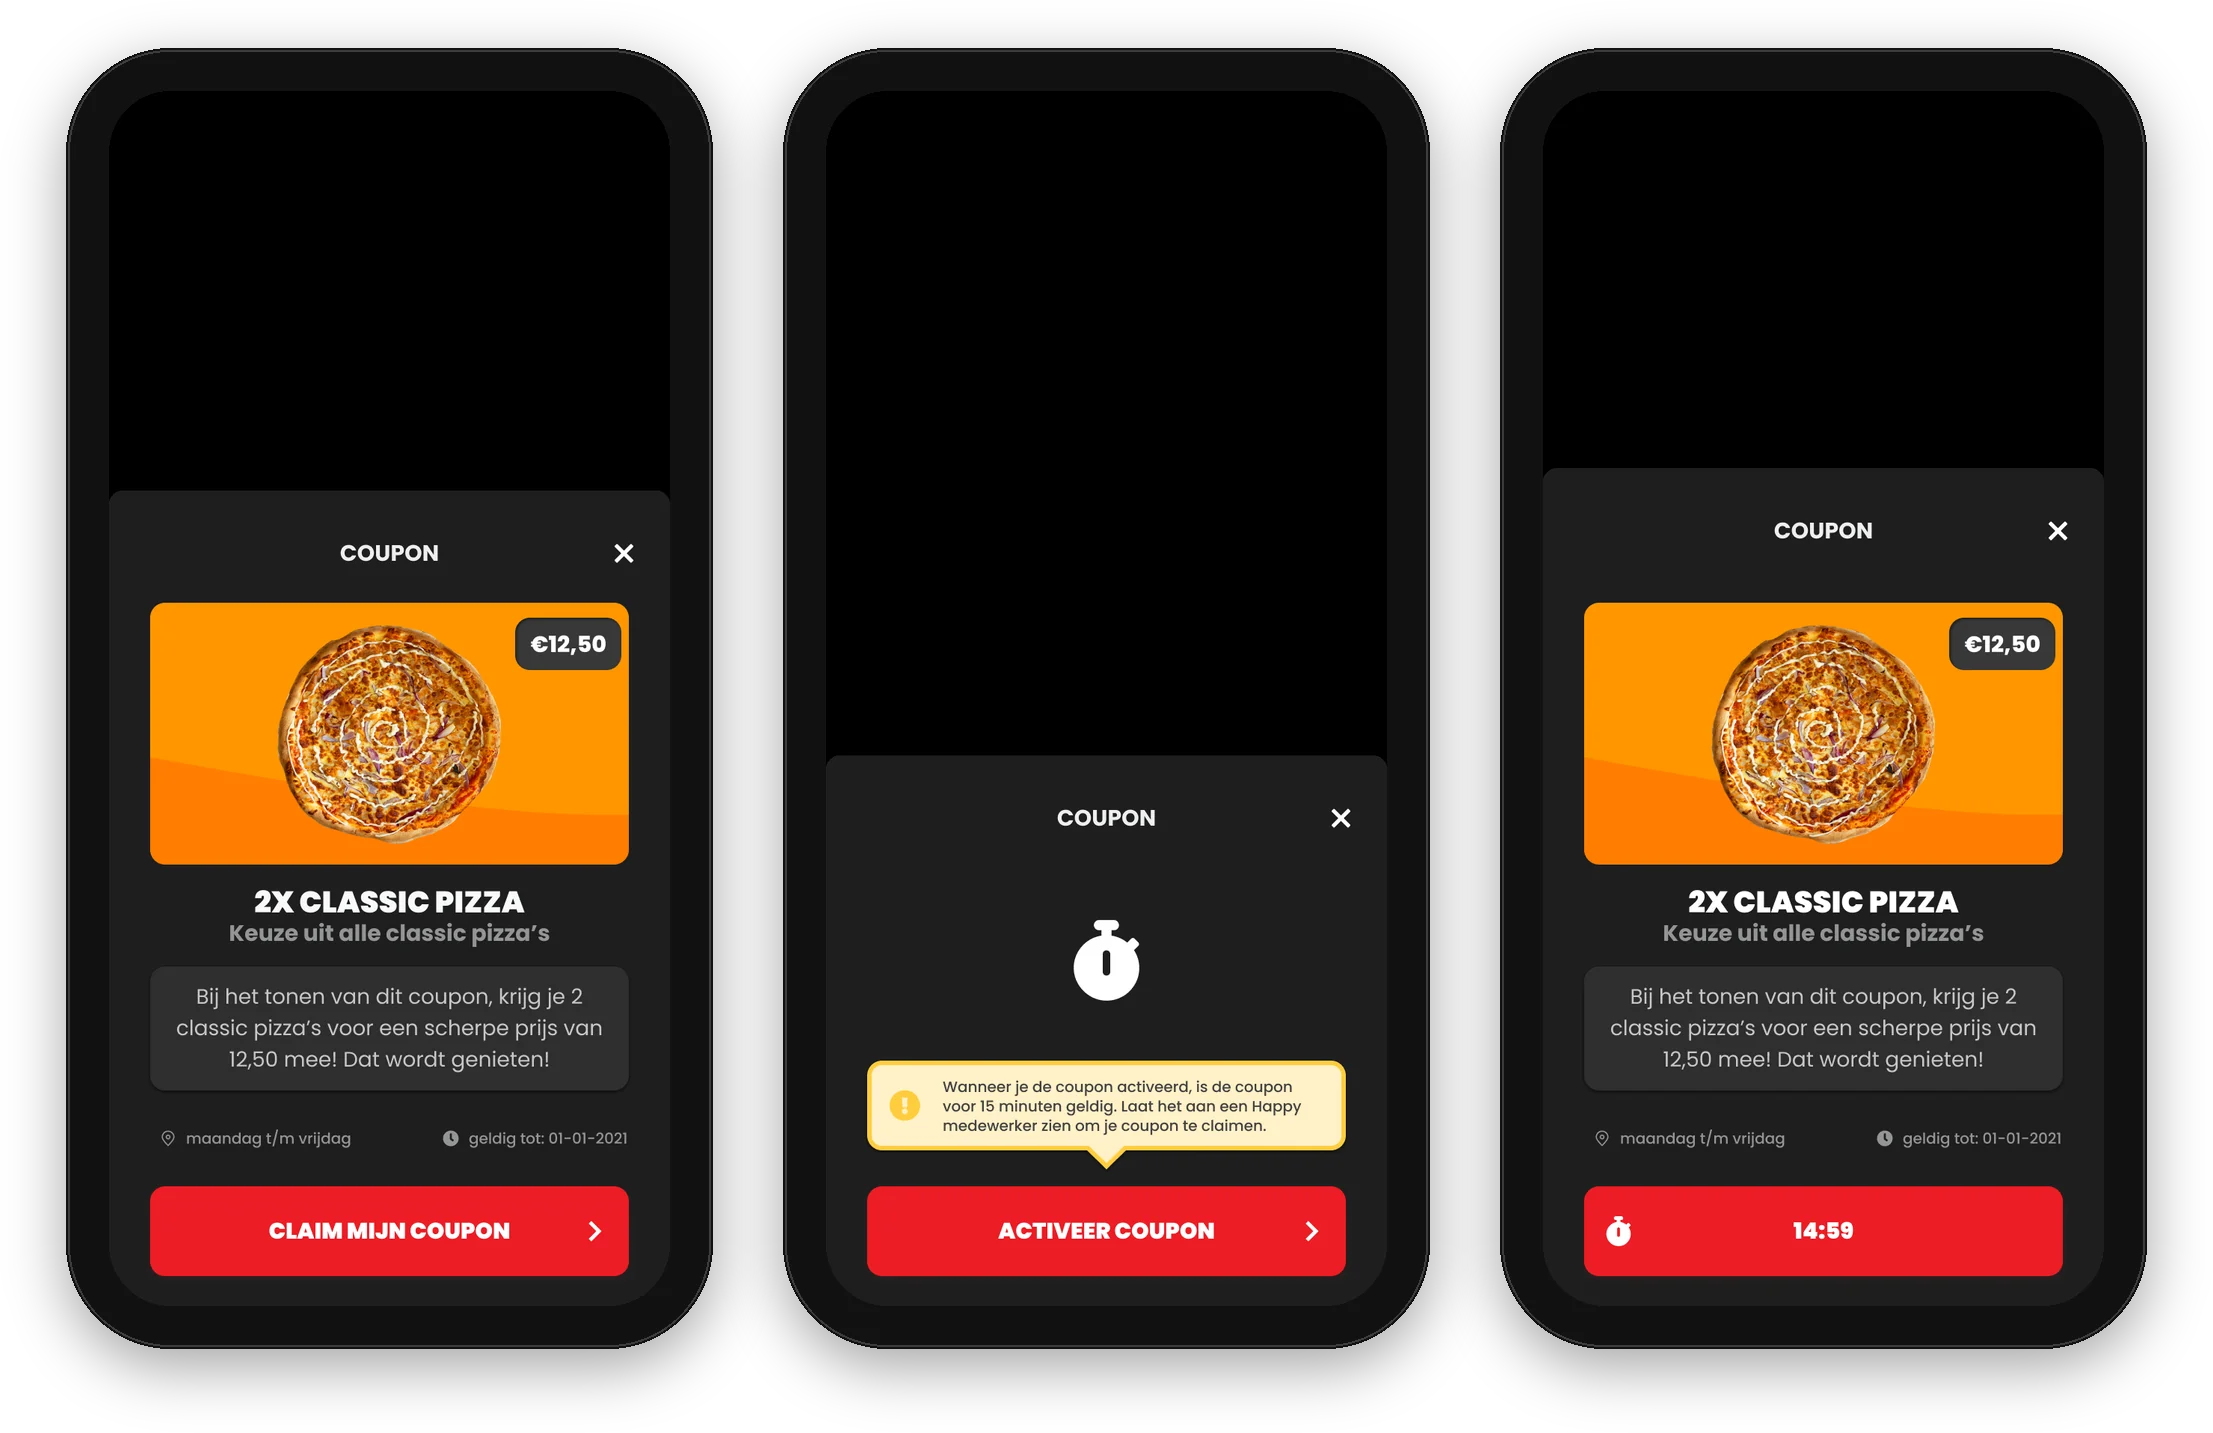 COUPON
€12,50
2X CLASSIC PIZZA
Keuze uit alle classic pizza’s
Bij het tonen van dit coupon, krijg je 2
classic pizza’s voor een scherpe prijs van
12,50 mee! Dat wordt genieten!
maandag t/m vrijdag
geldig tot: 01-01-2021
CLAIM MIJN COUPON
COUPON
Wanneer je de coupon activeerd, is de coupon
voor 15 minuten geldig. Laat het aan een Happy
medewerker zien om je coupon te claimen.
ACTIVEER COUPON
COUPON
€12,50
2X CLASSIC PIZZA
Keuze uit alle classic pizza’s
Bij het tonen van dit coupon, krijg je 2
classic pizza’s voor een scherpe prijs van
12,50 mee! Dat wordt genieten!
maandag t/m vrijdag
geldig tot: 01-01-2021
14:59